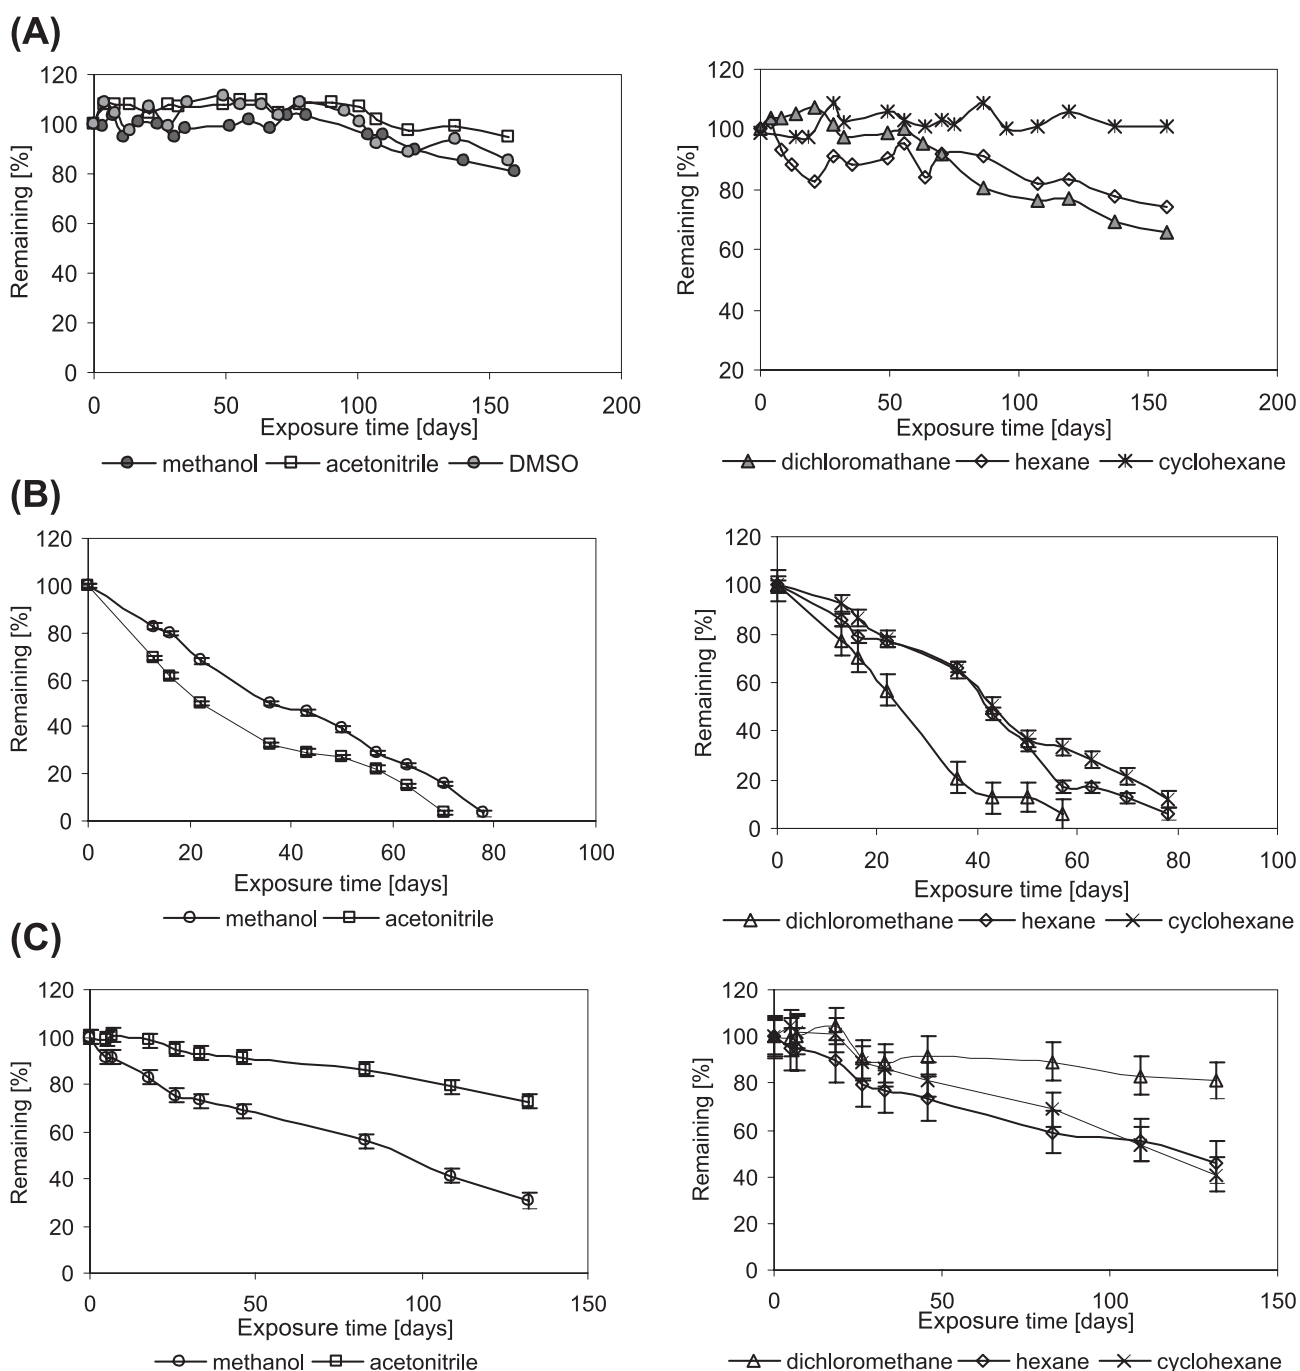 (A)
120
100
80
60
40
20
0
Remaining [%]
0 50 100 150 200
Exposure time [days]
methanol acetonitrile DMSO
120
100
80
60
40
20
Remaining [%]
0 50 100 150 200
Exposure time [days]
dichloromathane hexane cyclohexane
(B)
120
100
80
60
40
20
0
Remaining [%]
0 20 40 60 80 100
Exposure time [days]
methanol acetonitrile
120
100
80
60
40
20
0
Remaining [%]
0 20 40 60 80 100
Exposure time [days]
dichloromethane hexane cyclohexane
(C)
120
100
80
60
40
20
0
Remaining [%]
0 50 100 150
Exposure time [days]
methanol acetonitrile
120
100
80
60
40
20
0
Remaining [%]
0 50 100 150
Exposure time [days]
dichloromethane hexane cyclohexane